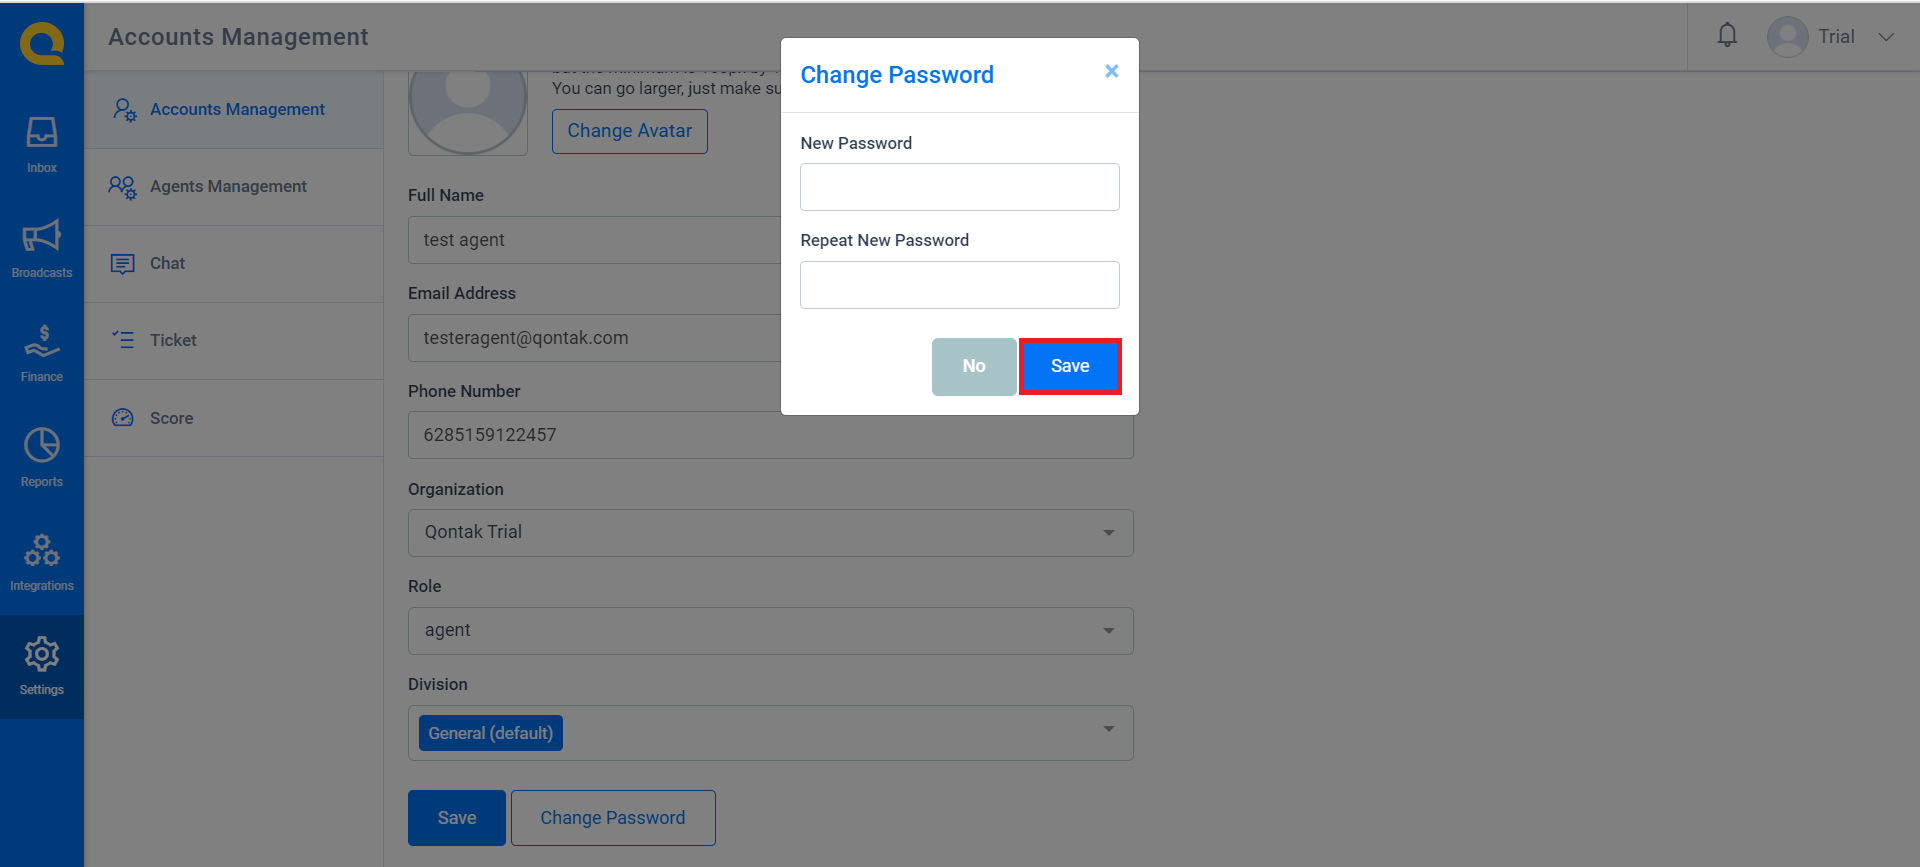 Accounts Management
Trial
Inbox
Broadcasts
Finance
Reports
Integrations
Settings
Accounts Management
Agents Management
Chat
Ticket
Score
You can go larger, just make su
Change Avatar
Full Name
test agent
Email Address
testeragent@qontak.com
Phone Number
6285159122457
Organization
Qontak Trial
Role
agent
Division
General (default)
Save
Change Password
Change Password
×
New Password
Repeat New Password
No
Save